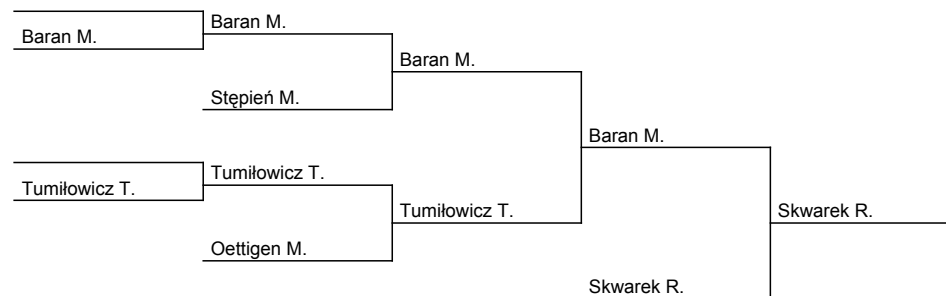 Baran M.
Baran M.
Baran M.
Stępień M.
Baran M.
Tumiłowicz T.
Tumiłowicz T.
Tumiłowicz T.
Skwarek R.
Oettigen M.
Skwarek R.